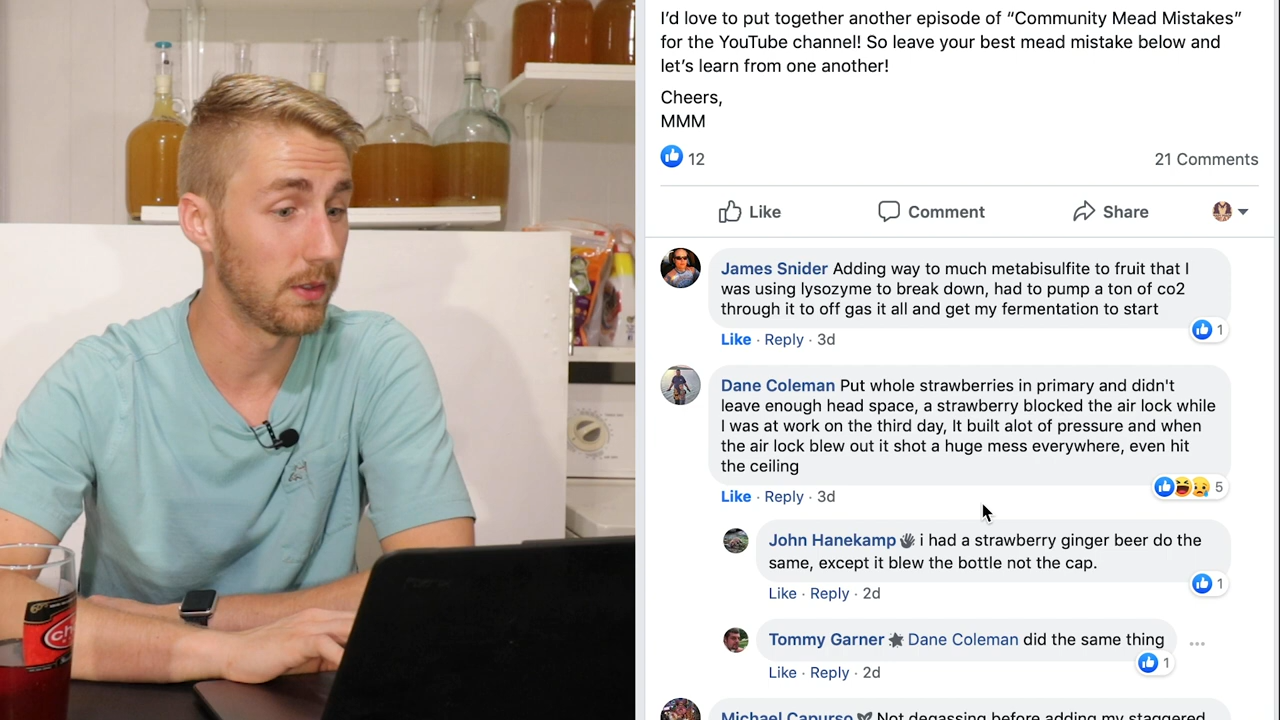 I'd love to put together another episode of “Community Mead Mistakes”
for the YouTube channel! So leave your best mead mistake below and
let's learn from one another!
Cheers,
MMM
12
21 Comments
Like
Comment
Share
James Snider Adding way to much metabisulfite to fruit that I
was using lysozyme to break down, had to pump a ton of co2
through it to off gas it all and get my fermentation to start
1
Like · Reply · 3d
Dane Coleman Put whole strawberries in primary and didn't
leave enough head space, a strawberry blocked the air lock while
I was at work on the third day, It built alot of pressure and when
the air lock blew out it shot a huge mess everywhere, even hit
the ceiling
5
Like · Reply · 3d
John Hanekamp i had a strawberry ginger beer do the
same, except it blew the bottle not the cap.
1
Like · Reply · 2d
Tommy Garner Dane Coleman did the same thing
1
Like · Reply · 2d
Michael Capurso Not degassing before adding my staggered